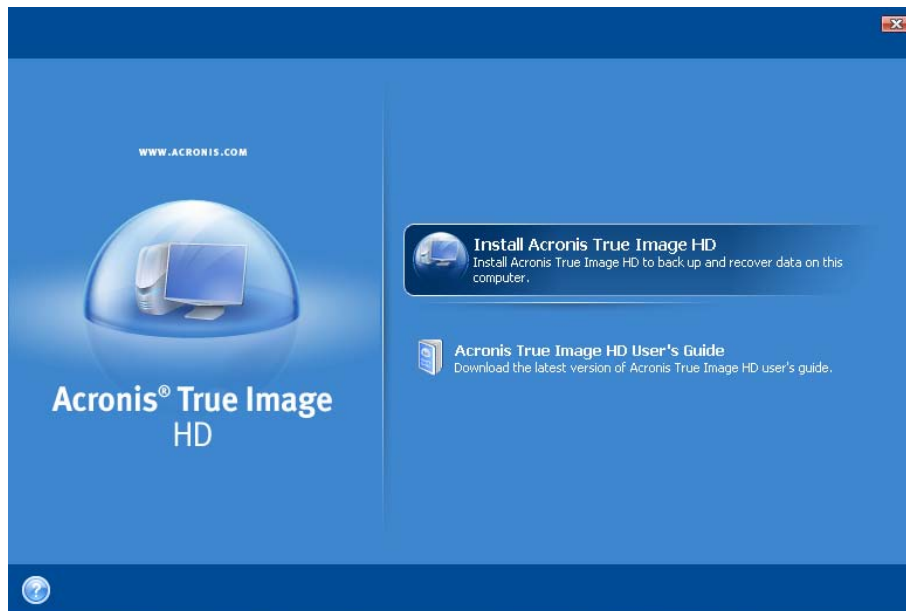 WWW.ACRONIS.COM
Acronis® True Image
HD
Install Acronis True Image HD
Install Acronis True Image HD to back up and recover data on this
computer.
Acronis True Image HD User's Guide
Download the latest version of Acronis True Image HD user's guide.
?